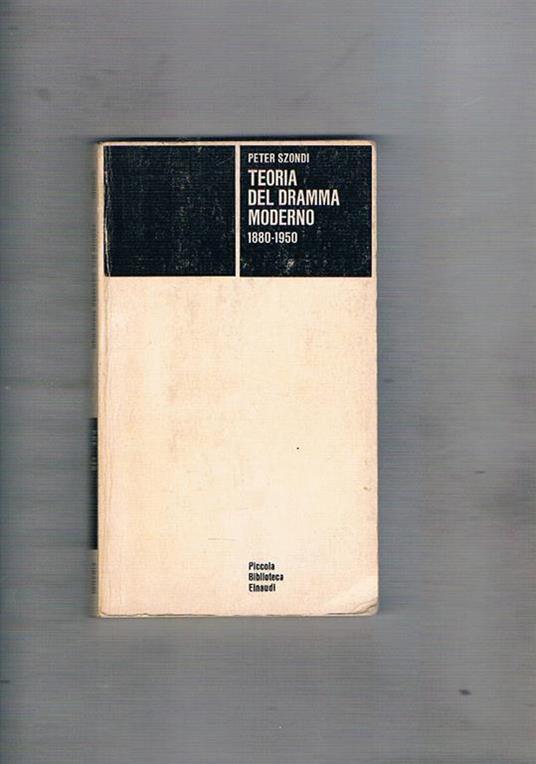 PETER SZONDI
TEORIA
DEL DRAMMA
MODERNO
1880-1950
Piccola
Biblioteca
Einaudi